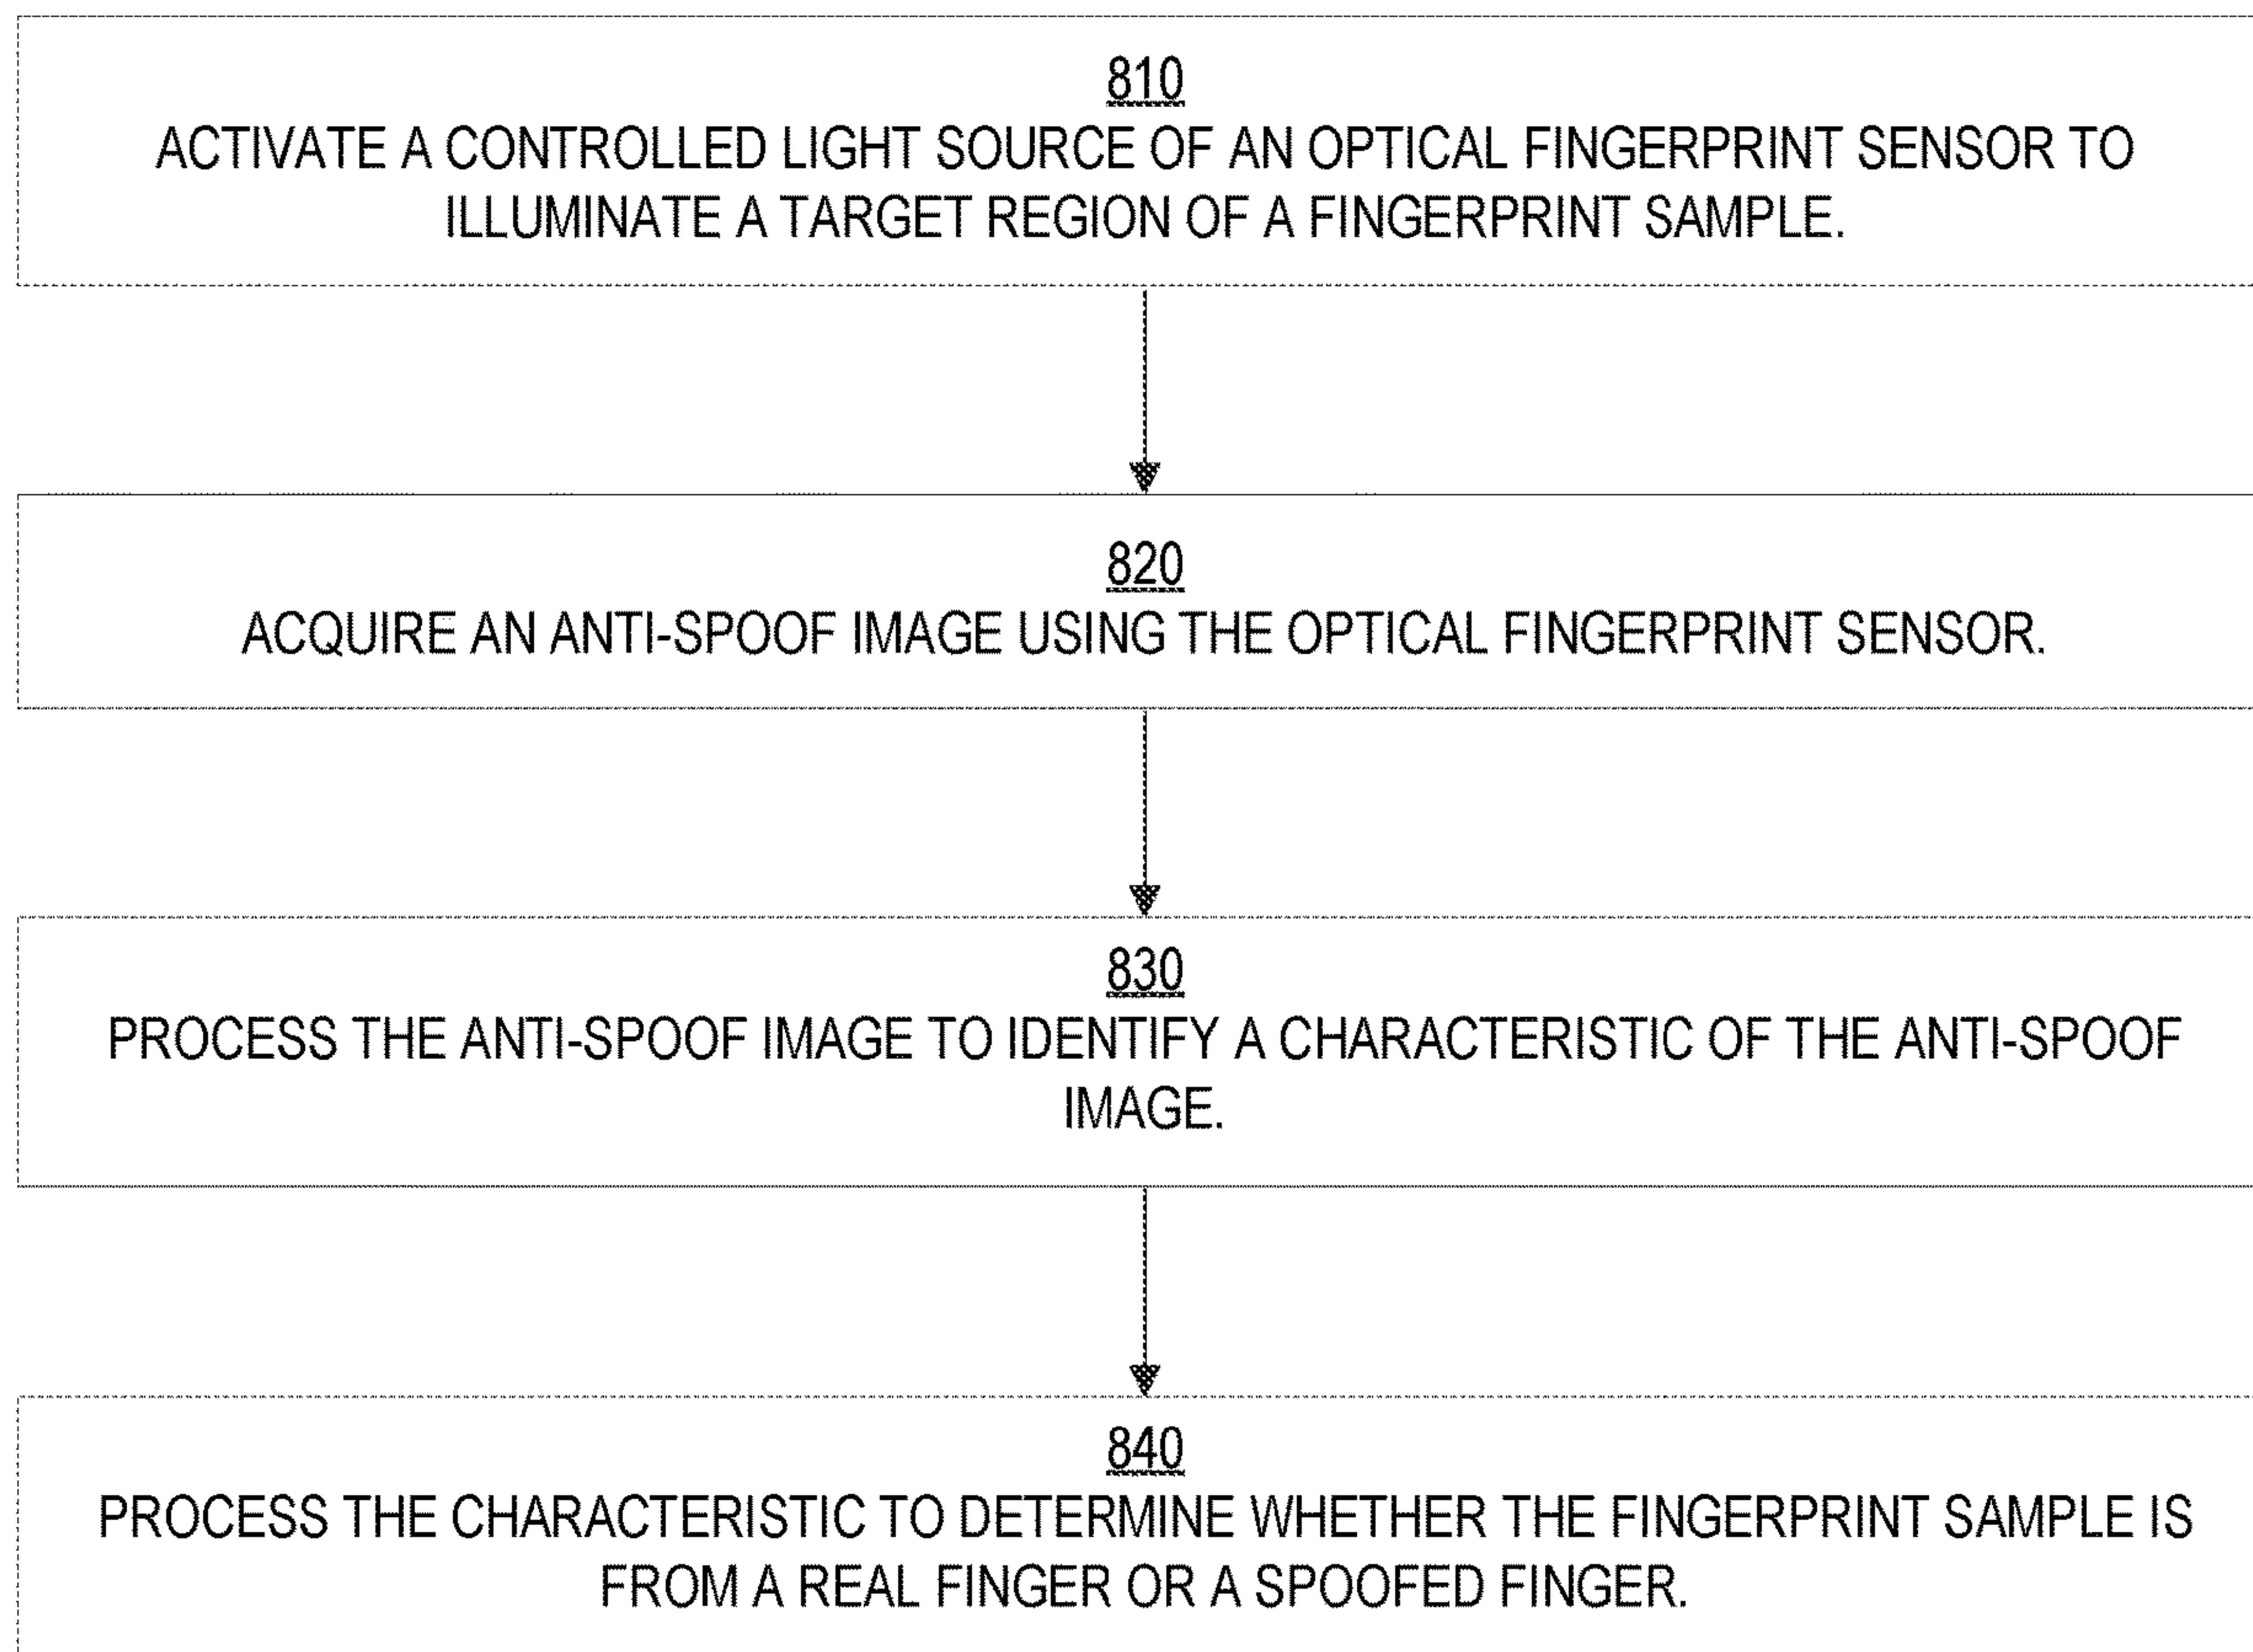 810
ACTIVATE A CONTROLLED LIGHT SOURCE OF AN OPTICAL FINGERPRINT SENSOR TO
ILLUMINATE A TARGET REGION OF A FINGERPRINT SAMPLE.
820
ACQUIRE AN ANTI-SPOOF IMAGE USING THE OPTICAL FINGERPRINT SENSOR.
830
PROCESS THE ANTI-SPOOF IMAGE TO IDENTIFY A CHARACTERISTIC OF THE ANTI-SPOOF
IMAGE.
840
PROCESS THE CHARACTERISTIC TO DETERMINE WHETHER THE FINGERPRINT SAMPLE IS
FROM A REAL FINGER OR A SPOOFED FINGER.